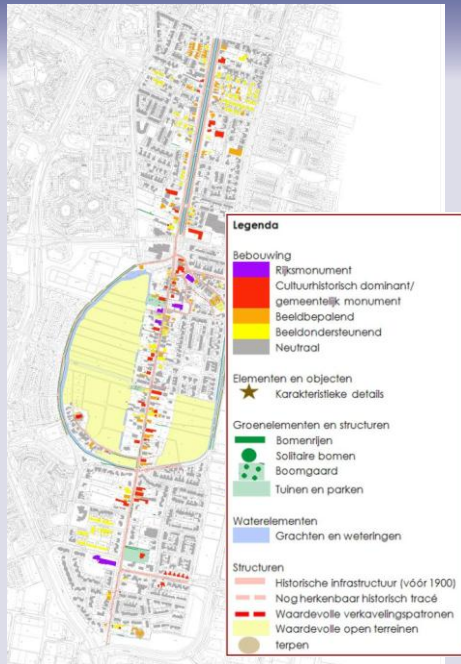 Legenda
Bebouwing
Rijksmonument
Cultuurhistorisch dominant/
gemeentelijk monument
Beeldbepalend
Beeldondersteunend
Neutraal
Elementen en objecten
Karakteristieke details
Groenelementen en structuren
Bomenrijen
Solitaire bomen
Boomgaard
Tuinen en parken
Waterelementen
Grachten en weteringen
Structuren
Historische infrastructuur (vóór 1900)
Nog herkenbaar historisch tracé
Waardevolle verkavelingspatronen
Waardevolle open terreinen
terpen